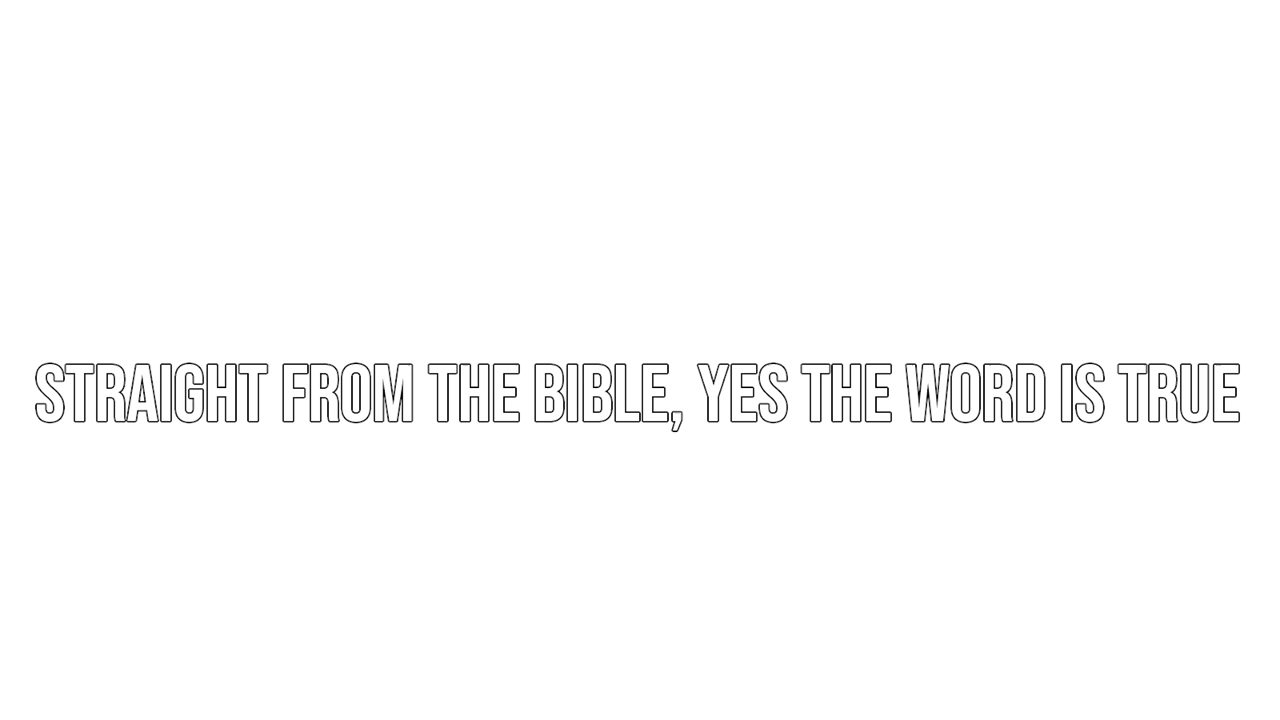 STRAIGHT FROM THE BIBLE, YES THE WORD IS TRUE